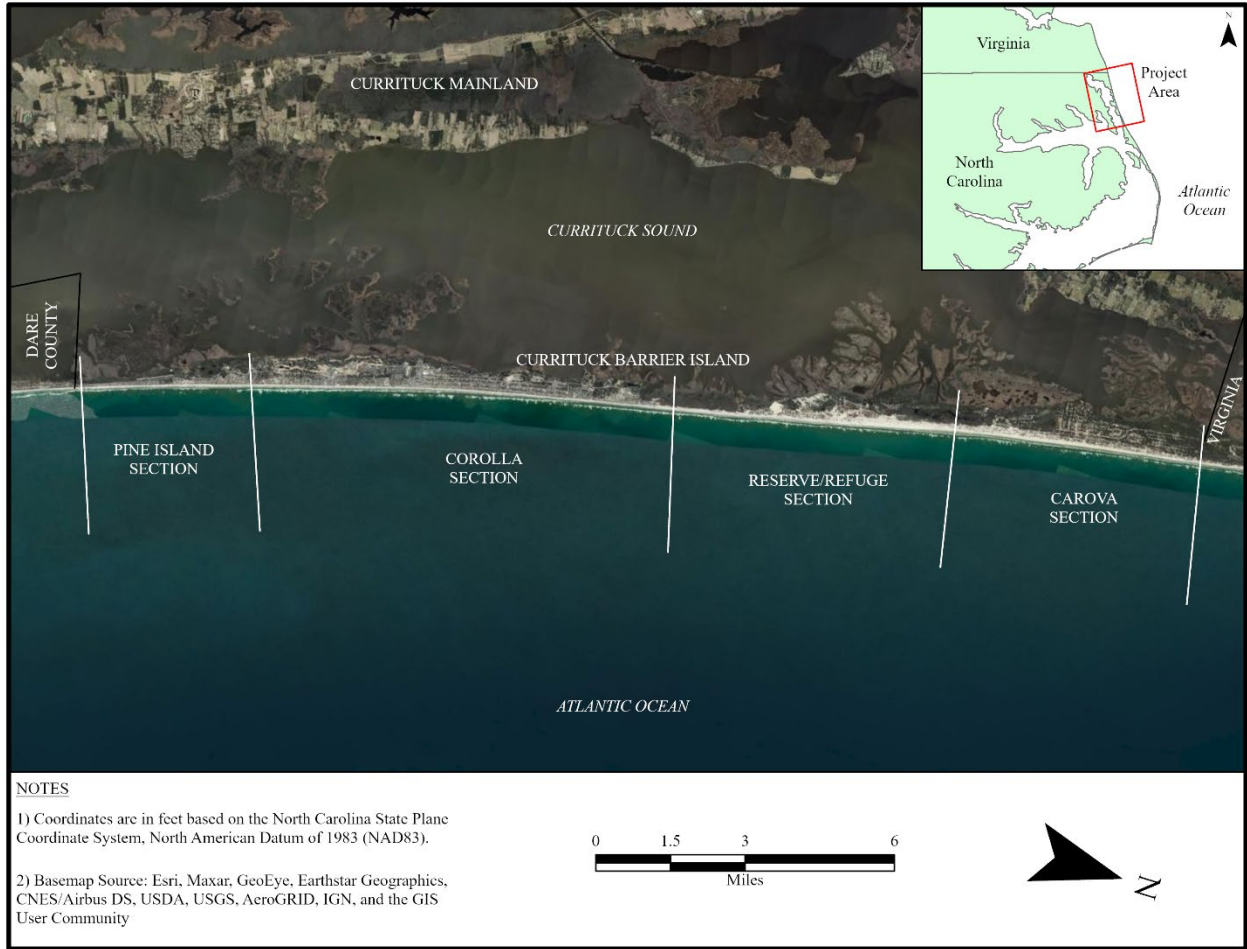 N
Virginia
Project
Area
North
Carolina
Atlantic
Ocean
CURRITUCK MAINLAND
CURRITUCK SOUND
DARE
COUNTY
CURRITUCK BARRIER ISLAND
VIRGINIA
PINE ISLAND
SECTION
COROLLA
SECTION
RESERVE/REFUGE
SECTION
CAROVA
SECTION
ATLANTIC OCEAN
NOTES
1) Coordinates are in feet based on the North Carolina State Plane
Coordinate System, North American Datum of 1983 (NAD83).
2) Basemap Source: Esri, Maxar, GeoEye, Earthstar Geographics,
CNES/Airbus DS, USDA, USGS, AeroGRID, IGN, and the GIS
User Community
0 1.5 3 6
Miles
N